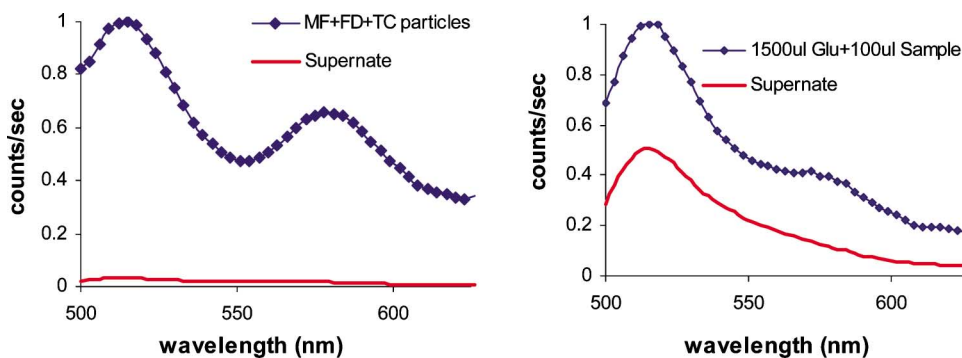 MF+FD+TC particles
Supernate
1
0.8
0.6
0.4
0.2
0
counts/sec
500
550
600
wavelength (nm)
1500ul Glu+100ul Sample
Supernate
1
0.8
0.6
0.4
0.2
0
counts/sec
500
550
600
wavelength (nm)